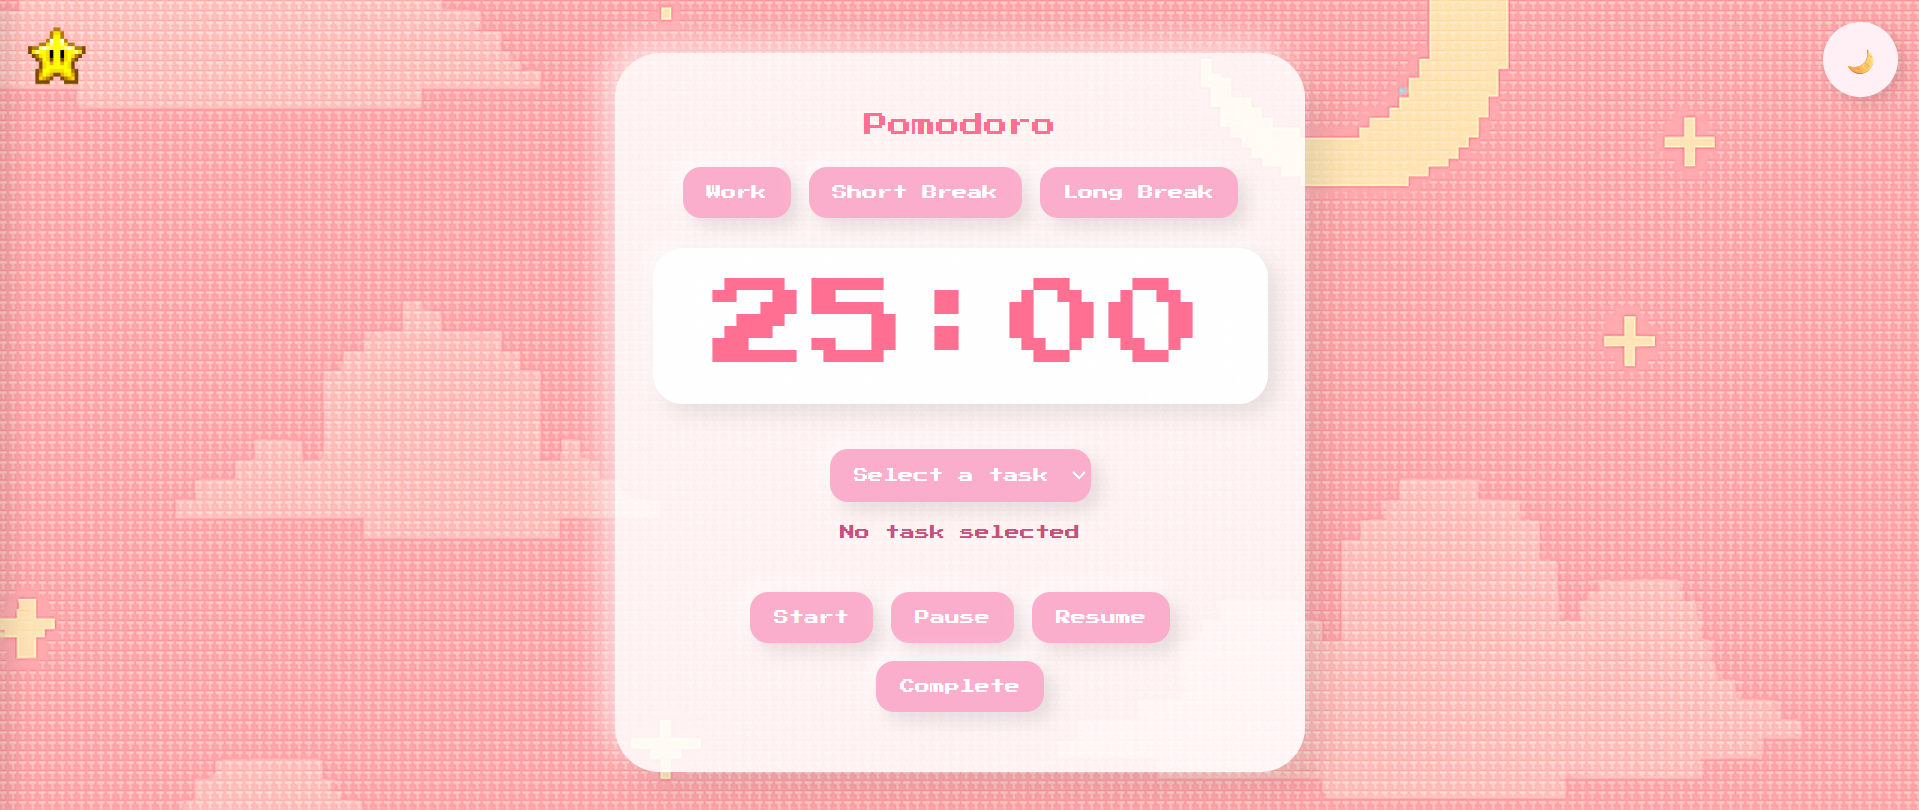 Pomodoro
Work Short Break Long Break
25:00
Select a task
No task selected
Start Pause Resume
Complete